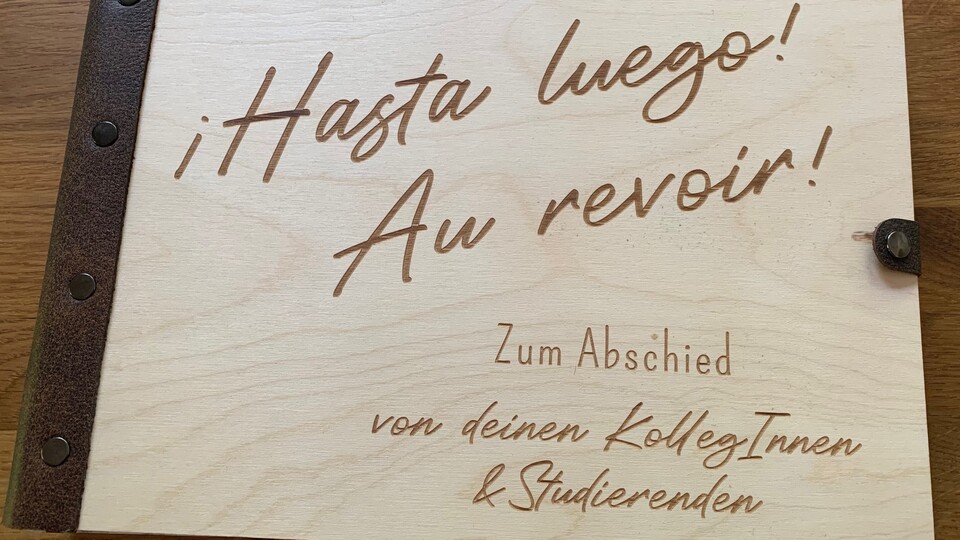 ¡Hasta luego!
Au revoir!
Zum Abschied
von deinen KollegInnen
& Studierenden